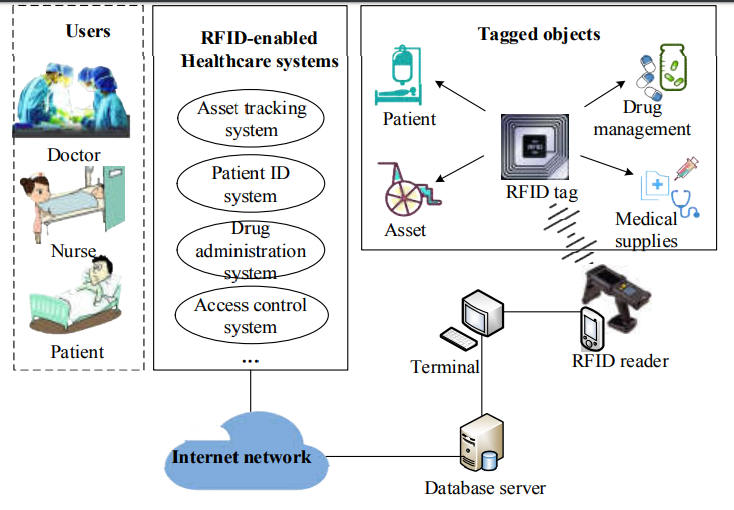 Users
Doctor
Nurse
Patient
RFID-enabled
Healthcare systems
Asset tracking
system
Patient ID
system
Drug
administration
system
Access control
system
...
Tagged objects
Patient
Asset
RFID tag
Drug
management
Medical
supplies
RFID reader
Terminal
Internet network
Database server